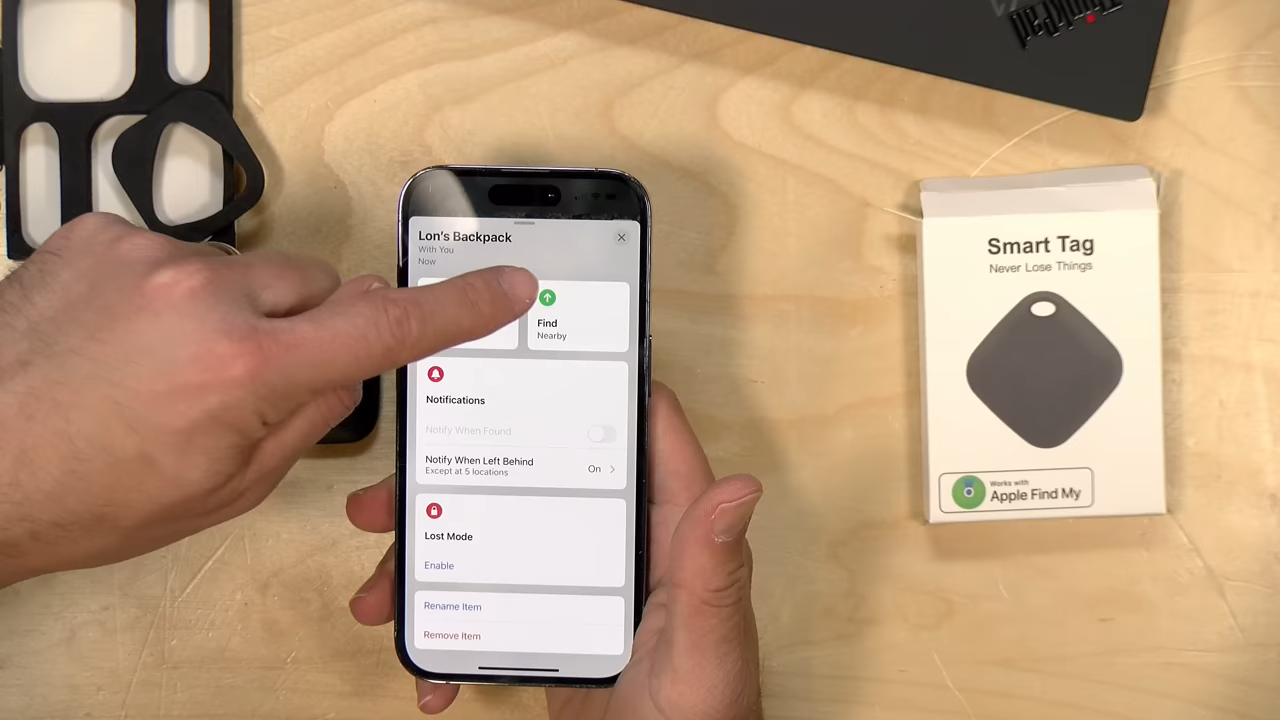 ThinkPad
Lon's Backpack
With You
Now
Find
Nearby
Notifications
Notify When Found
Notify When Left Behind
Except at 5 locations
On
Lost Mode
Enable
Rename Item
Remove Item
Smart Tag
Never Lose Things
Works with
Apple Find My